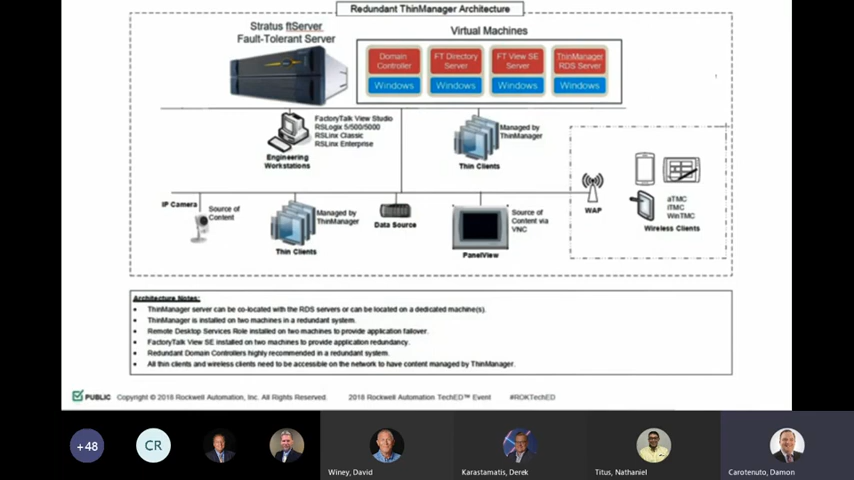 Redundant ThinManager Architecture
Stratus ftServer
Fault-Tolerant Server
Virtual Machines
Domain
Controller
FT Directory
Server
FT View SE
Server
ThinManager
RDS Server
Windows
Windows
Windows
Windows
FactoryTalk View Studio
RSLogix 5/500/5000
RSLinx Classic
RSLinx Enterprise
Engineering
Workstations
Managed by
ThinManager
Thin Clients
IP Camera
Source of
Content
Managed by
ThinManager
Thin Clients
Data Source
Source of
Content via
VNC
PanelView
WAP
aTMC
iTMC
WinTMC
Wireless Clients
Architecture Notes:
• ThinManager server can be co-located with the RDS servers or can be located on a dedicated machine(s).
• ThinManager is installed on two machines in a redundant system.
• Remote Desktop Services Role installed on two machines to provide application failover.
• FactoryTalk View SE installed on two machines to provide application redundancy.
• Redundant Domain Controllers highly recommended in a redundant system.
• All thin clients and wireless clients need to be accessible on the network to have content managed by ThinManager.
PUBLIC Copyright © 2018 Rockwell Automation, Inc. All Rights Reserved. 2018 Rockwell Automation TechED™ Event #ROKTechED
+48
CR
Winey, David
Karastamatis, Derek
Titus, Nathaniel
Carotenuto, Damon